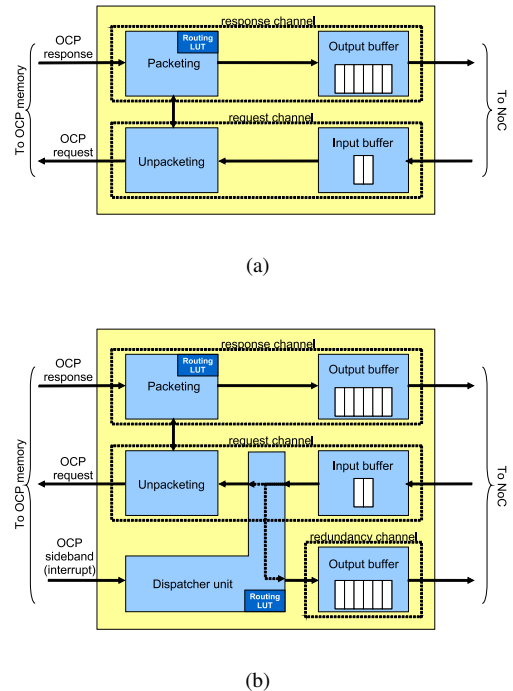 response channel
OCP
response
Routing
LUT
Packeting
Output buffer
To OCP memory
To NoC
request channel
OCP
request
Unpacketing
Input buffer
(a)
response channel
OCP
response
Routing
LUT
Packeting
Output buffer
To OCP memory
To NoC
request channel
OCP
request
Unpacketing
Input buffer
redundancy channel
OCP
sideband
(interrupt)
Dispatcher unit
Routing
LUT
Output buffer
(b)